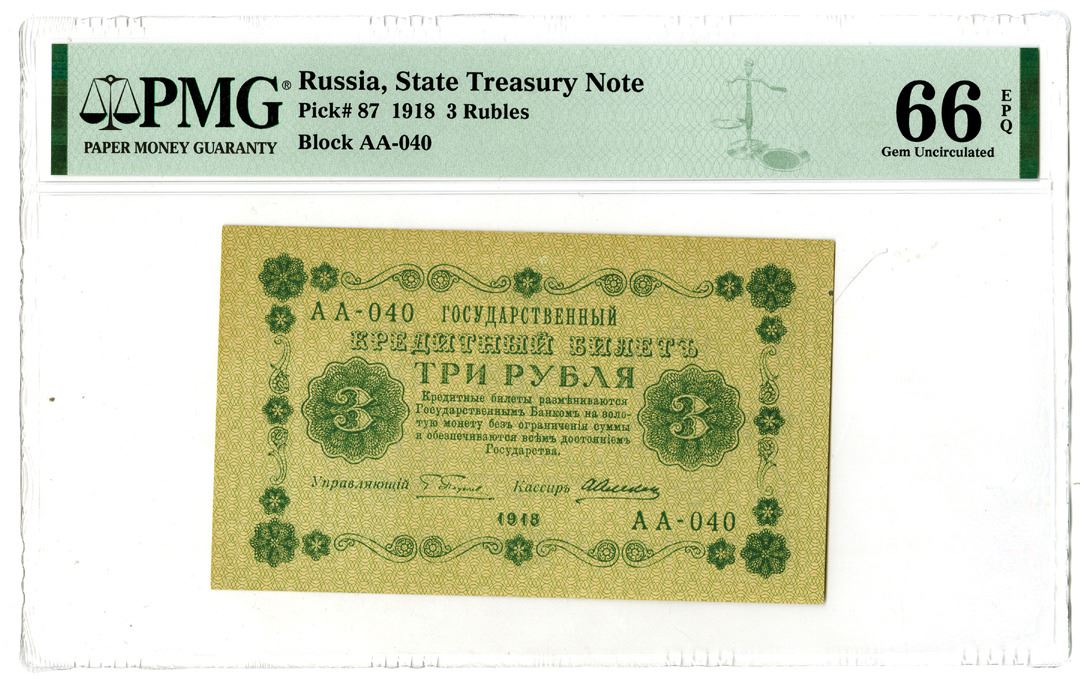 PMG®
PAPER MONEY GUARANTY
Russia, State Treasury Note
Pick# 87 1918 3 Rubles
Block AA-040
66 EPQ
Gem Uncirculated
АА-040 ГОСУДАРСТВЕННЫЙ
КРЕДИТНЫЙ БИЛЕТЪ
ТРИ РУБЛЯ
3 3
Кредитные билеты размѣниваются
Государственнымъ Банкомъ на золо-
тую монету безъ ограниченія суммы
и обезпечиваются всѣмъ достояніемъ
Государства.
Управляющій Кассиръ
1918 АА-040